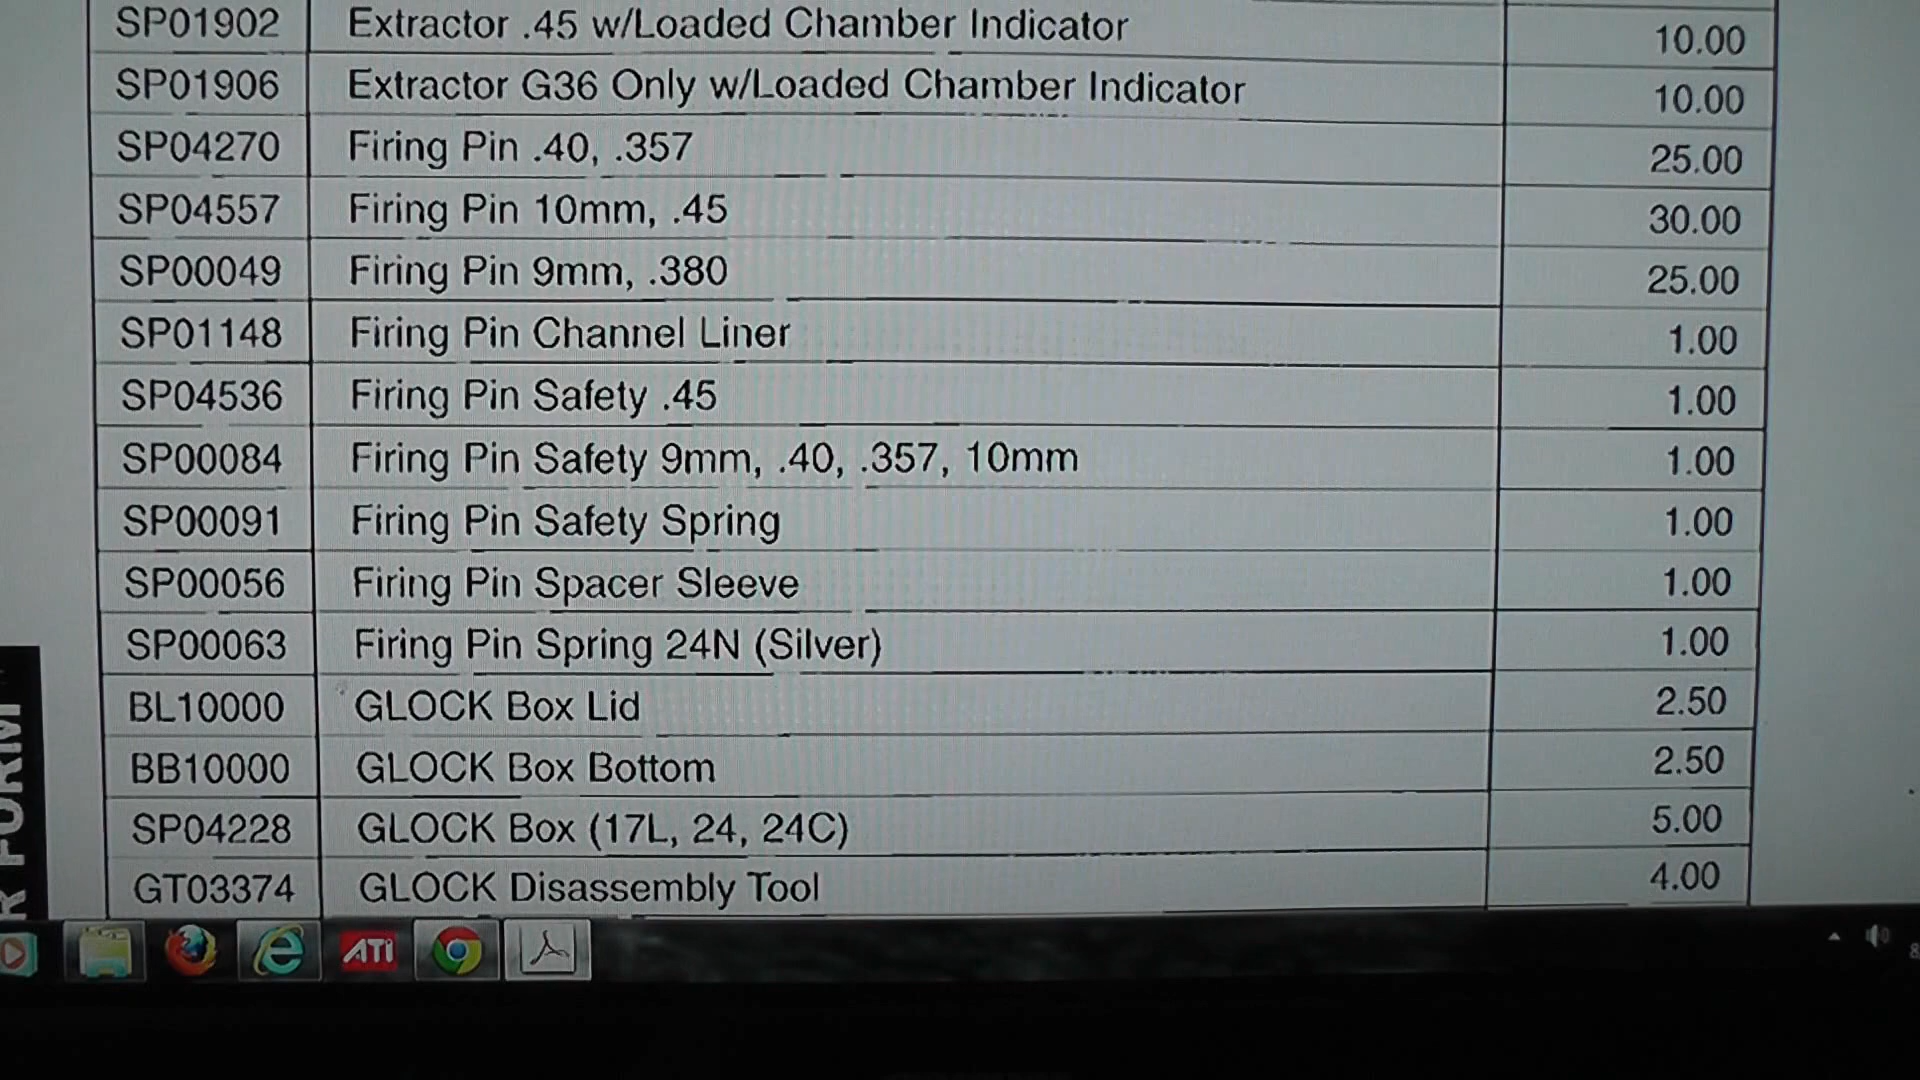 SP01902 Extractor .45 w/Loaded Chamber Indicator 10.00
SP01906 Extractor G36 Only w/Loaded Chamber Indicator 10.00
SP04270 Firing Pin .40, .357 25.00
SP04557 Firing Pin 10mm, .45 30.00
SP00049 Firing Pin 9mm, .380 25.00
SP01148 Firing Pin Channel Liner 1.00
SP04536 Firing Pin Safety .45 1.00
SP00084 Firing Pin Safety 9mm, .40, .357, 10mm 1.00
SP00091 Firing Pin Safety Spring 1.00
SP00056 Firing Pin Spacer Sleeve 1.00
SP00063 Firing Pin Spring 24N (Silver) 1.00
BL10000 GLOCK Box Lid 2.50
BB10000 GLOCK Box Bottom 2.50
SP04228 GLOCK Box (17L, 24, 24C) 5.00
GT03374 GLOCK Disassembly Tool 4.00
R FORM
ATI